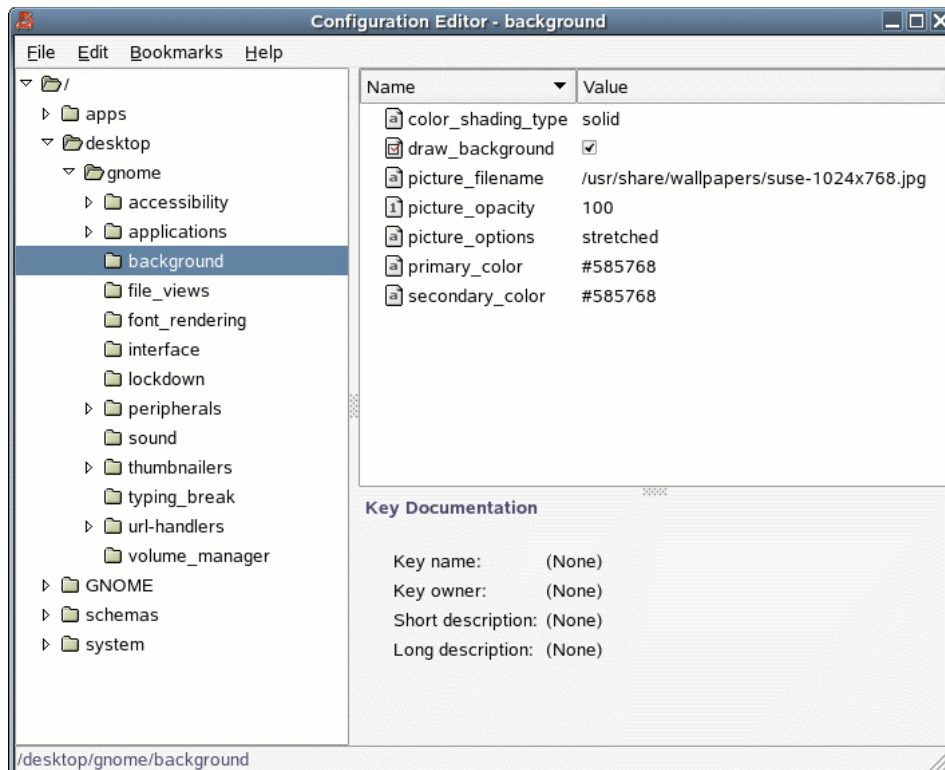 Configuration Editor - background
File Edit Bookmarks Help
/
apps
desktop
gnome
accessibility
applications
background
file_views
font_rendering
interface
lockdown
peripherals
sound
thumbnailers
typing_break
url-handlers
volume_manager
GNOME
schemas
system
Name Value
color_shading_type solid
draw_background
picture_filename /usr/share/wallpapers/suse-1024x768.jpg
picture_opacity 100
picture_options stretched
primary_color #585768
secondary_color #585768
Key Documentation
Key name: (None)
Key owner: (None)
Short description: (None)
Long description: (None)
/desktop/gnome/background